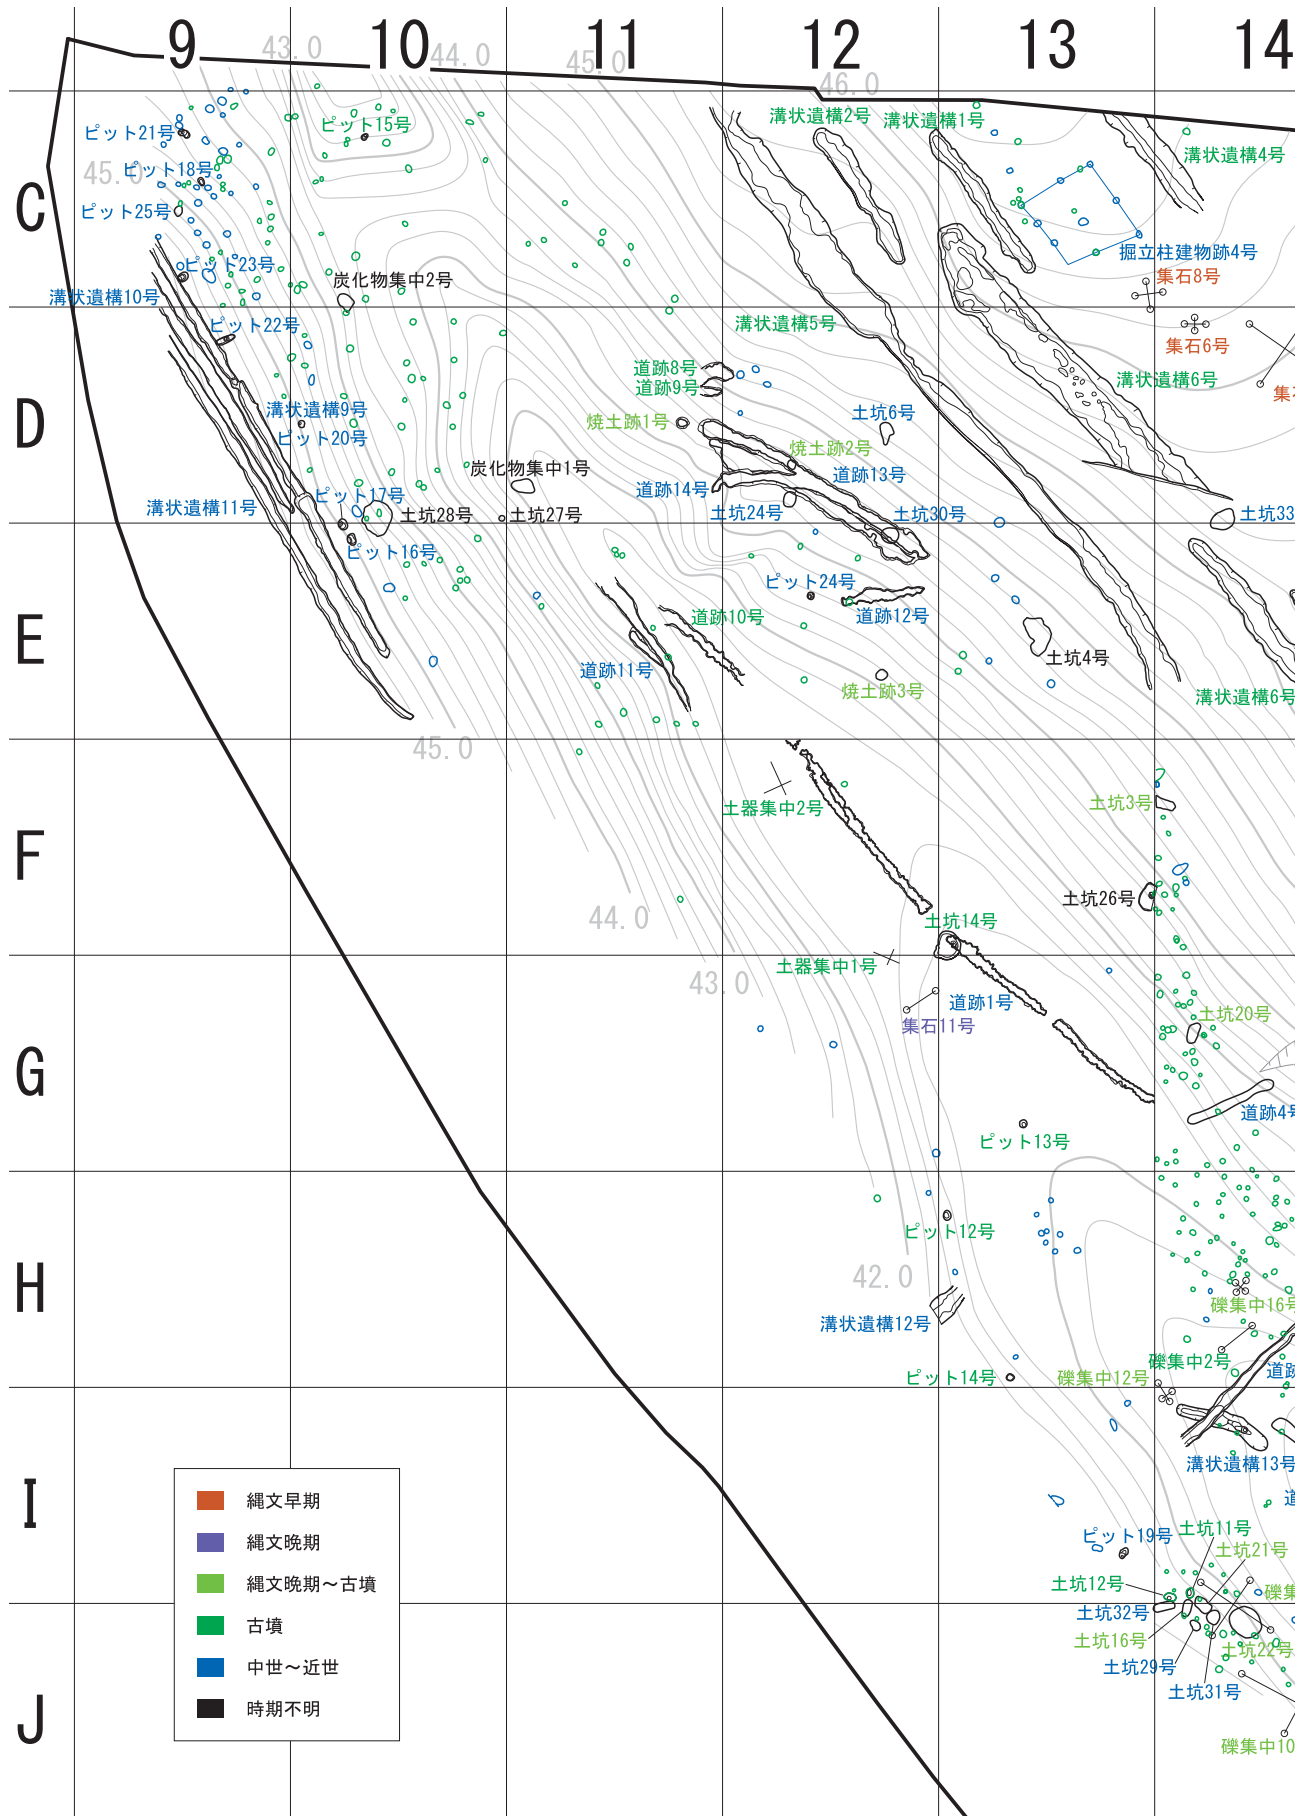 9
10
11
12
13
14
43.0
44.0
45.0
46.0
C
D
E
F
G
H
I
J
ピット21号
ピット15号
溝状遺構2号
溝状遺構1号
溝状遺構4号
ピット18号
45.0
ピット25号
掘立柱建物跡4号
ピット23号
集石8号
炭化物集中2号
溝状遺構10号
ピット22号
溝状遺構5号
集石6号
道跡8号
道跡9号
溝状遺構6号
集石
溝状遺構9号
土坑6号
焼土跡1号
ピット20号
焼土跡2号
炭化物集中1号
道跡13号
道跡14号
ピット17号
溝状遺構11号
土坑28号
土坑27号
土坑24号
土坑30号
土坑33
ピット16号
ピット24号
道跡10号
道跡12号
土坑4号
道跡11号
焼土跡3号
溝状遺構6号
45.0
土器集中2号
土坑3号
土坑26号
44.0
土坑14号
土器集中1号
43.0
道跡1号
集石11号
土坑20号
道跡4号
ピット13号
ピット12号
42.0
礫集中16号
溝状遺構12号
礫集中2号
道跡
ピット14号
礫集中12号
溝状遺構13号
道
ピット19号
土坑11号
土坑21号
土坑12号
礫集
土坑32号
土坑16号
土坑22号
土坑29号
土坑31号
礫集中10
縄文早期
縄文晩期
縄文晩期～古墳
古墳
中世～近世
時期不明